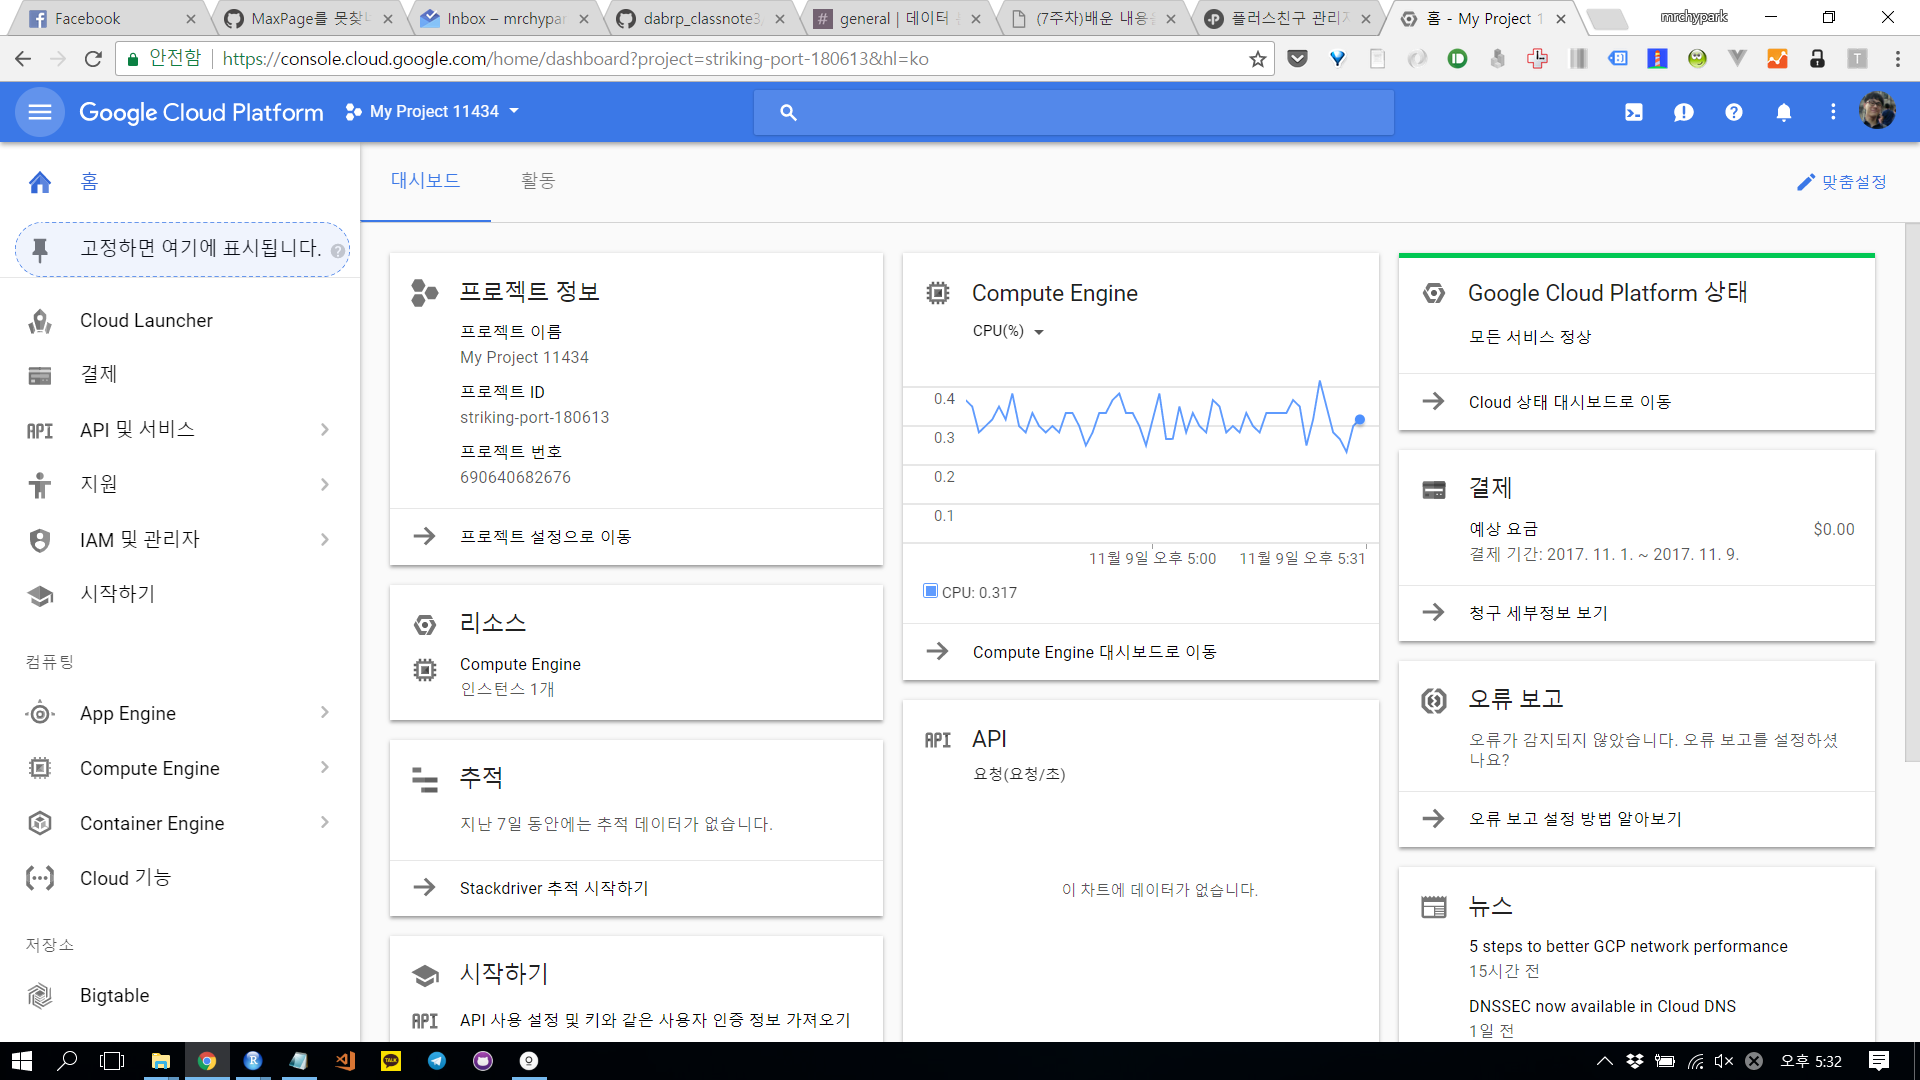 Facebook
MaxPage를 못찾
Inbox – mrchypar
dabrp_classnote3
general | 데이터
(7주차)배운 내용
플러스친구 관리
홈 - My Project 1
mrchypark
안전함
https://console.cloud.google.com/home/dashboard?project=striking-port-180613&hl=ko
Google Cloud Platform
My Project 11434
홈
고정하면 여기에 표시됩니다.
Cloud Launcher
결제
API
API 및 서비스
지원
IAM 및 관리자
시작하기
컴퓨팅
App Engine
Compute Engine
Container Engine
Cloud 기능
저장소
Bigtable
대시보드
활동
맞춤설정
프로젝트 정보
프로젝트 이름
My Project 11434
프로젝트 ID
striking-port-180613
프로젝트 번호
690640682676
프로젝트 설정으로 이동
리소스
Compute Engine
인스턴스 1개
추적
지난 7일 동안에는 추적 데이터가 없습니다.
Stackdriver 추적 시작하기
시작하기
API
API 사용 설정 및 키와 같은 사용자 인증 정보 가져오기
Compute Engine
CPU(%)
0.4
0.3
0.2
0.1
11월 9일 오후 5:00
11월 9일 오후 5:31
CPU: 0.317
Compute Engine 대시보드로 이동
API
API
요청(요청/초)
이 차트에 데이터가 없습니다.
Google Cloud Platform 상태
모든 서비스 정상
Cloud 상태 대시보드로 이동
결제
예상 요금
$0.00
결제 기간: 2017. 11. 1. ~ 2017. 11. 9.
청구 세부정보 보기
오류 보고
오류가 감지되지 않았습니다. 오류 보고를 설정하셨
나요?
오류 보고 설정 방법 알아보기
뉴스
5 steps to better GCP network performance
15시간 전
DNSSEC now available in Cloud DNS
1일 전
오후 5:32